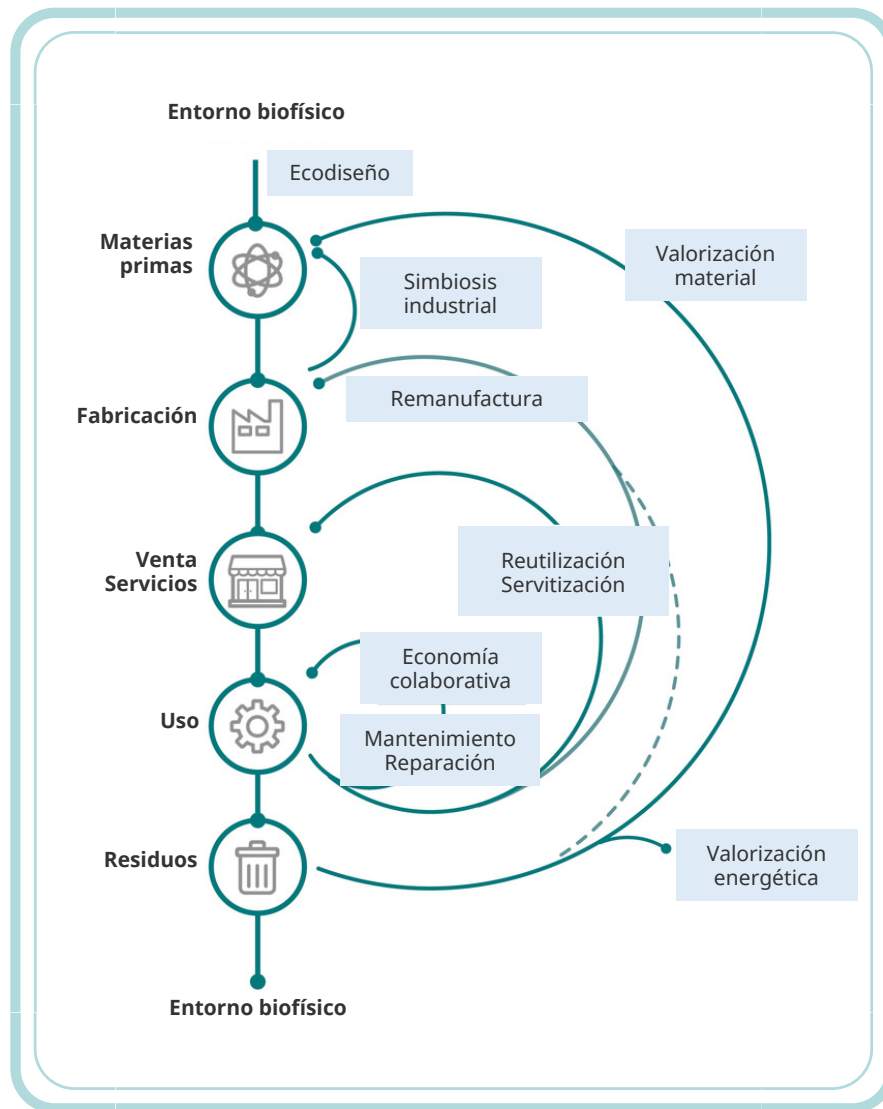 Entorno biofísico
Ecodiseño
Materias
primas
Valorización
material
Simbiosis
industrial
Remanufactura
Fabricación
Venta
Servicios
Reutilización
Servitización
Economía
colaborativa
Uso
Mantenimiento
Reparación
Residuos
Valorización
energética
Entorno biofísico